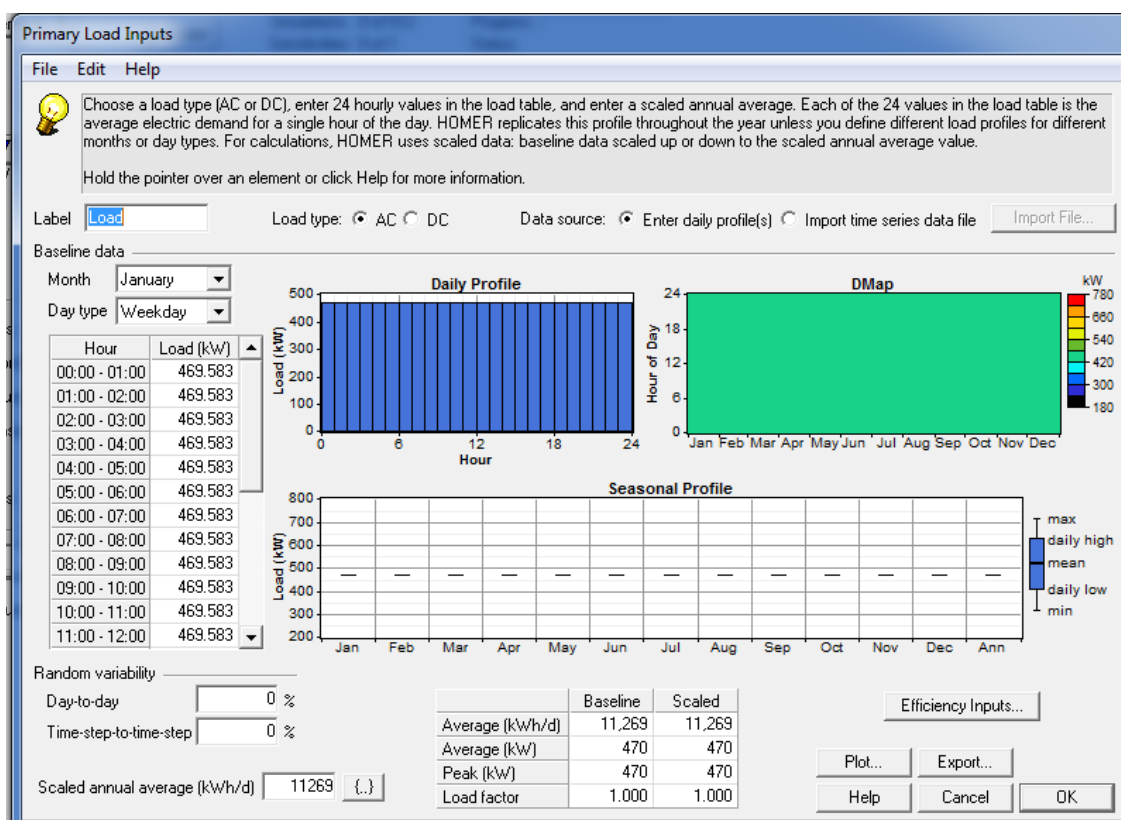 Primary Load Inputs
File Edit Help
Choose a load type (AC or DC), enter 24 hourly values in the load table, and enter a scaled annual average. Each of the 24 values in the load table is the
average electric demand for a single hour of the day. HOMER replicates this profile throughout the year unless you define different load profiles for different
months or day types. For calculations, HOMER uses scaled data: baseline data scaled up or down to the scaled annual average value.
Hold the pointer over an element or click Help for more information.
Label Load Load type: AC DC Data source: Enter daily profile(s) Import time series data file Import File...
Baseline data
Month January
Day type Weekday
Hour Load (kW)
00:00 - 01:00 469.583
01:00 - 02:00 469.583
02:00 - 03:00 469.583
03:00 - 04:00 469.583
04:00 - 05:00 469.583
05:00 - 06:00 469.583
06:00 - 07:00 469.583
07:00 - 08:00 469.583
08:00 - 09:00 469.583
09:00 - 10:00 469.583
10:00 - 11:00 469.583
11:00 - 12:00 469.583
Daily Profile
Load (kW)
500
400
300
200
100
0
0 6 12 18 24
Hour
DMap
Hour of Day
24
18
12
6
0
Jan Feb Mar Apr May Jun Jul Aug Sep Oct Nov Dec
kW
780
660
540
420
300
180
Seasonal Profile
Load (kW)
800
700
600
500
400
300
200
Jan Feb Mar Apr May Jun Jul Aug Sep Oct Nov Dec Ann
max
daily high
mean
daily low
min
Random variability
Day-to-day 0 %
Time-step-to-time-step 0 %
Scaled annual average (kWh/d) 11269 {..}
Baseline Scaled
Average (kWh/d) 11,269 11,269
Average (kW) 470 470
Peak (kW) 470 470
Load factor 1.000 1.000
Efficiency Inputs...
Plot... Export...
Help Cancel OK